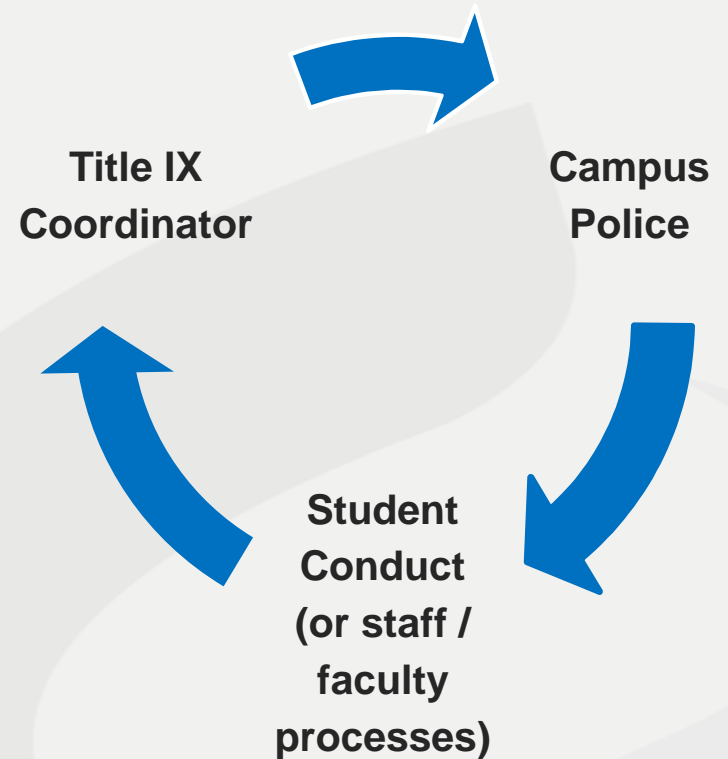 Title IX
Coordinator
Campus
Police
Student
Conduct
(or staff /
faculty
processes)